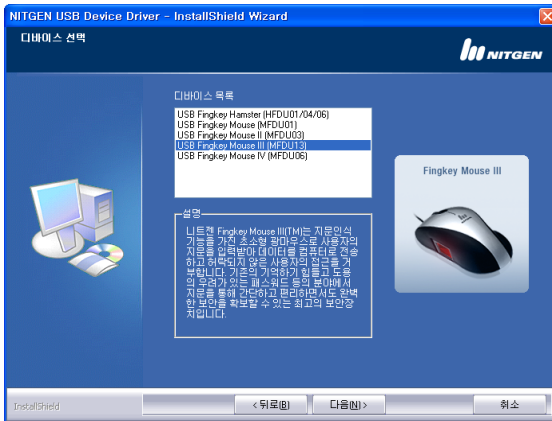 NITGEN USB Device Driver - InstallShield Wizard
디바이스 선택
NITGEN
디바이스 목록
USB Fingkey Hamster (HFDU01/04/06)
USB Fingkey Mouse (MFDU01)
USB Fingkey Mouse II (MFDU03)
USB Fingkey Mouse III (MFDU13)
USB Fingkey Mouse IV (MFDU06)
Fingkey Mouse III
설명
니트젠 Fingkey Mouse III(TM)는 지문인식
기능을 가진 초소형 광마우스로 사용자의
지문을 입력받아 데이터를 컴퓨터로 전송
하고 허락되지 않은 사용자의 접근을 거
부합니다. 기존의 기억하기 힘들고 도용
의 우려가 있는 패스워드 등의 분야에서
지문을 통해 간단하고 편리하면서도 완벽
한 보안을 확보할 수 있는 최고의 보안장
치입니다.
InstallShield
< 뒤로(B)
다음(N) >
취소